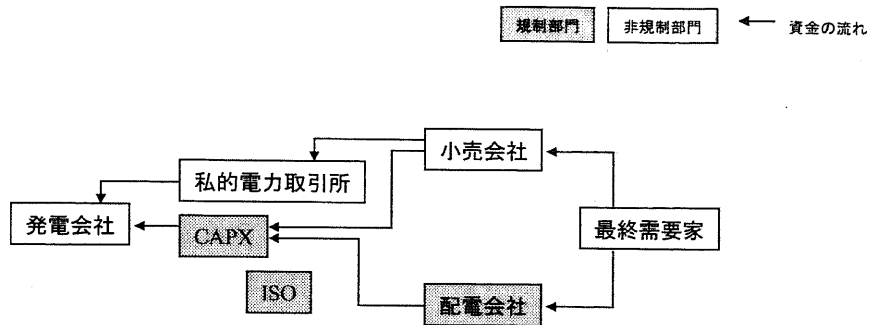 規制部門
非規制部門
資金の流れ
小売会社
私的電力取引所
発電会社
CAPX
最終需要家
ISO
配電会社